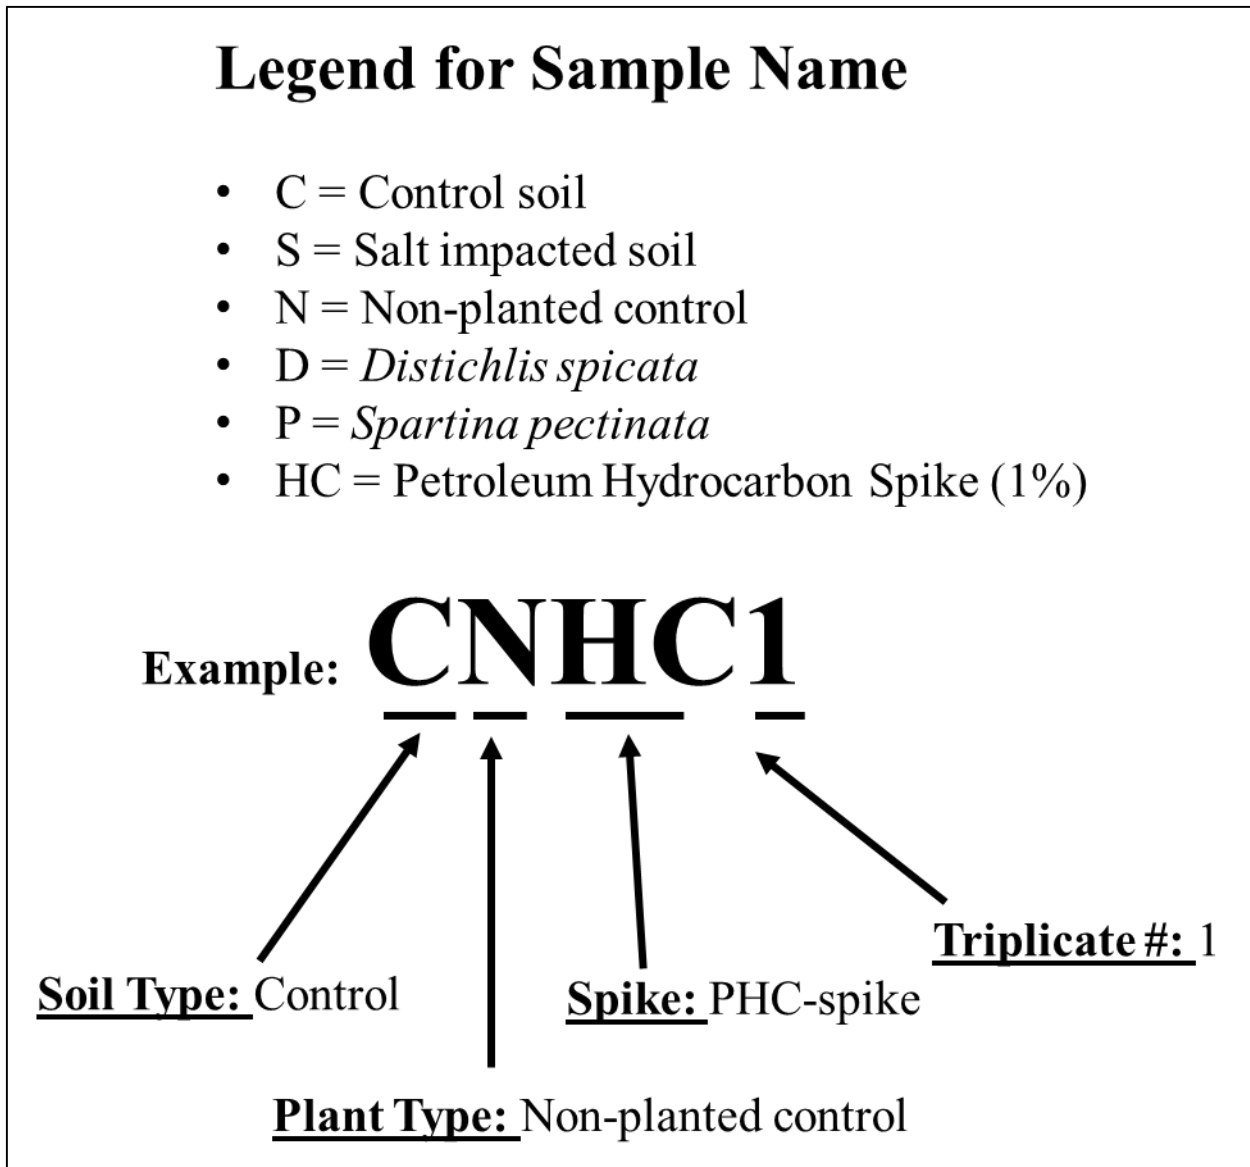 Legend for Sample Name
• C = Control soil
• S = Salt impacted soil
• N = Non-planted control
• D = Distichlis spicata
• P = Spartina pectinata
• HC = Petroleum Hydrocarbon Spike (1%)
Example: CNHC1
Triplicate #: 1
Soil Type: Control
Spike: PHC-spike
Plant Type: Non-planted control